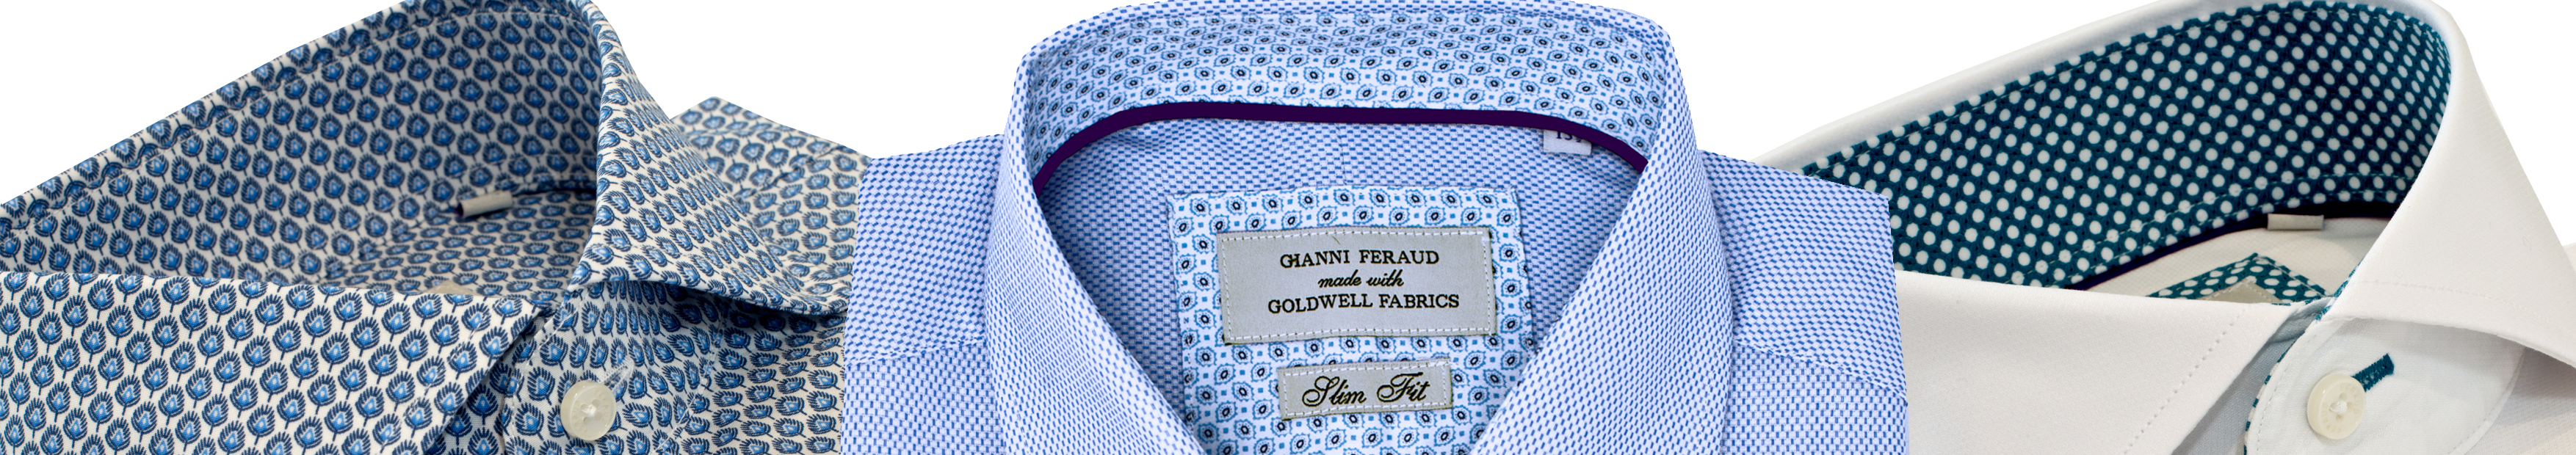 GIANNI FERAUD
made with
GOLDWELL FABRICS
Slim Fit